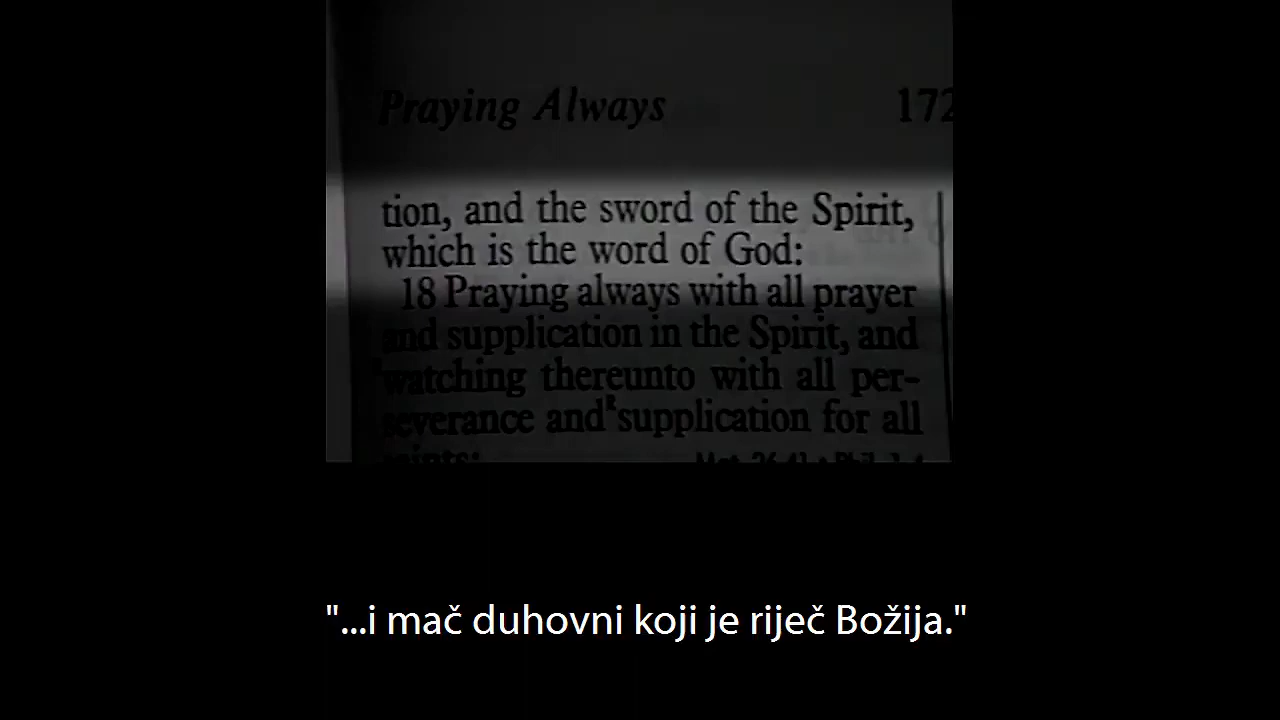 Praying Always 172
tion, and the sword of the Spirit,
which is the word of God:
18 Praying always with all prayer
and supplication in the Spirit, and
watching thereunto with all per-
severance and R supplication for all
saints:
"...i mač duhovni koji je riječ Božija."